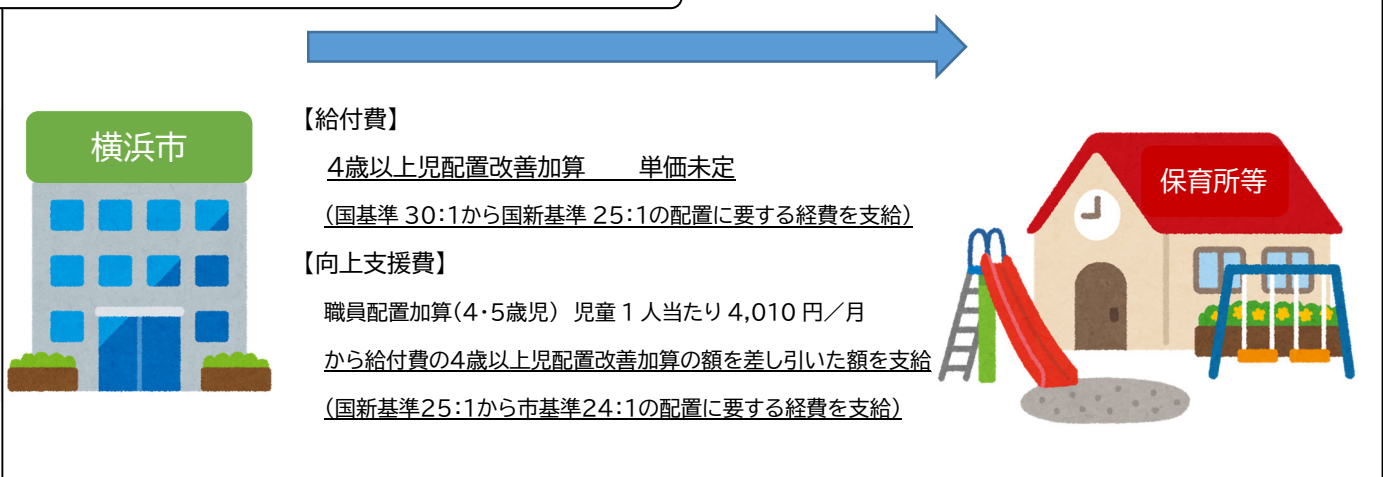 横浜市
【給付費】
4歳以上児配置改善加算　　単価未定
(国基準 30:1から国新基準 25:1の配置に要する経費を支給)
【向上支援費】
職員配置加算(4・5歳児) 児童 1 人当たり 4,010 円/月
から給付費の4歳以上児配置改善加算の額を差し引いた額を支給
(国新基準25:1から市基準24:1の配置に要する経費を支給)
保育所等